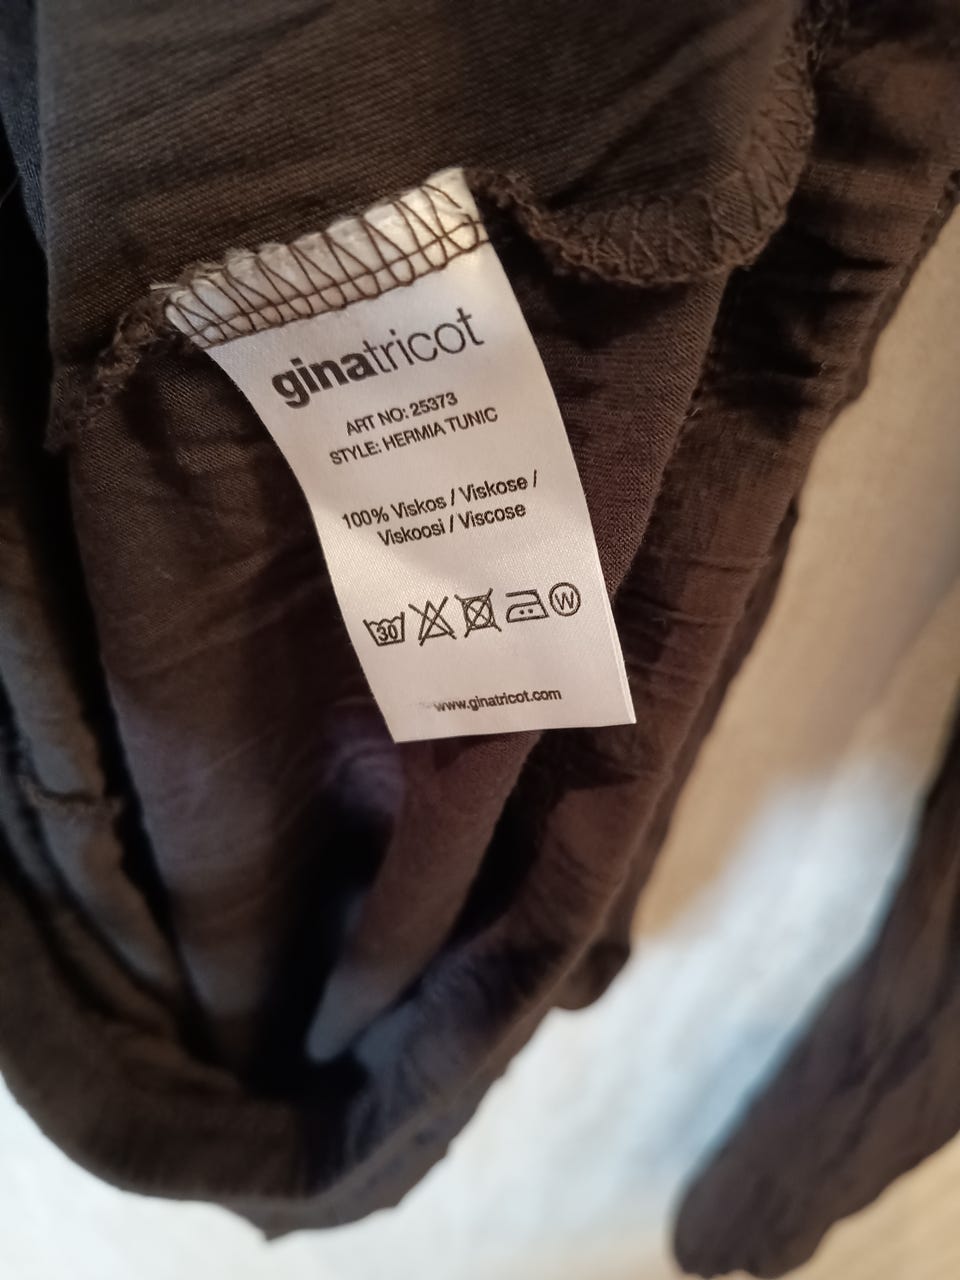 ginatricot
ART NO: 25373
STYLE: HERMIA TUNIC
100% Viskos / Viskose /
Viskoosi / Viscose
30 W
www.ginatricot.com